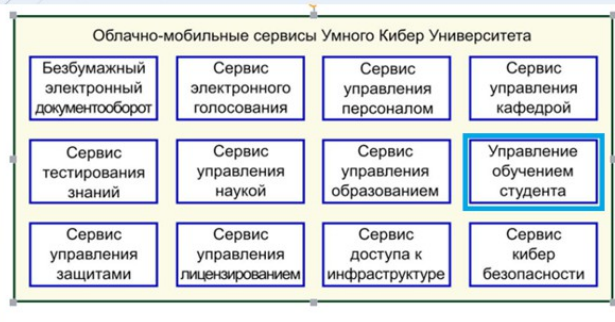 Облачно-мобильные сервисы Умного Кибер Университета
Безбумажный
электронный
документооборот
Сервис
электронного
голосования
Сервис
управления
персоналом
Сервис
управления
кафедрой
Сервис
тестирования
знаний
Сервис
управления
наукой
Сервис
управления
образованием
Управление
обучением
студента
Сервис
управления
защитами
Сервис
управления
лицензированием
Сервис
доступа к
инфраструктуре
Сервис
кибер
безопасности